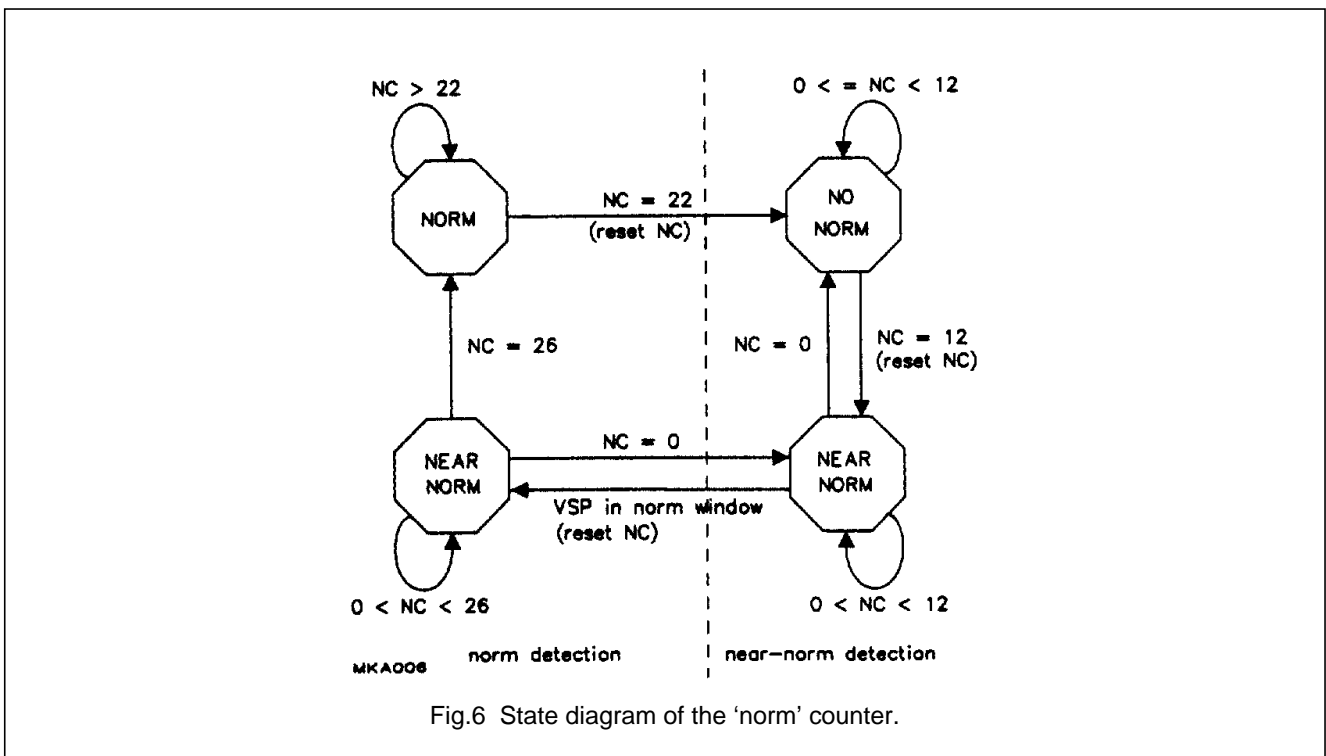 NC > 22
0 < = NC < 12
NORM
NC = 22
(reset NC)
NO
NORM
NC = 26
NC = 0
NC = 12
(reset NC)
NEAR
NORM
NC = 0
VSP in norm window
(reset NC)
NEAR
NORM
0 < NC < 26
0 < NC < 12
MKA006
norm detection
near-norm detection
Fig.6 State diagram of the ‘norm’ counter.